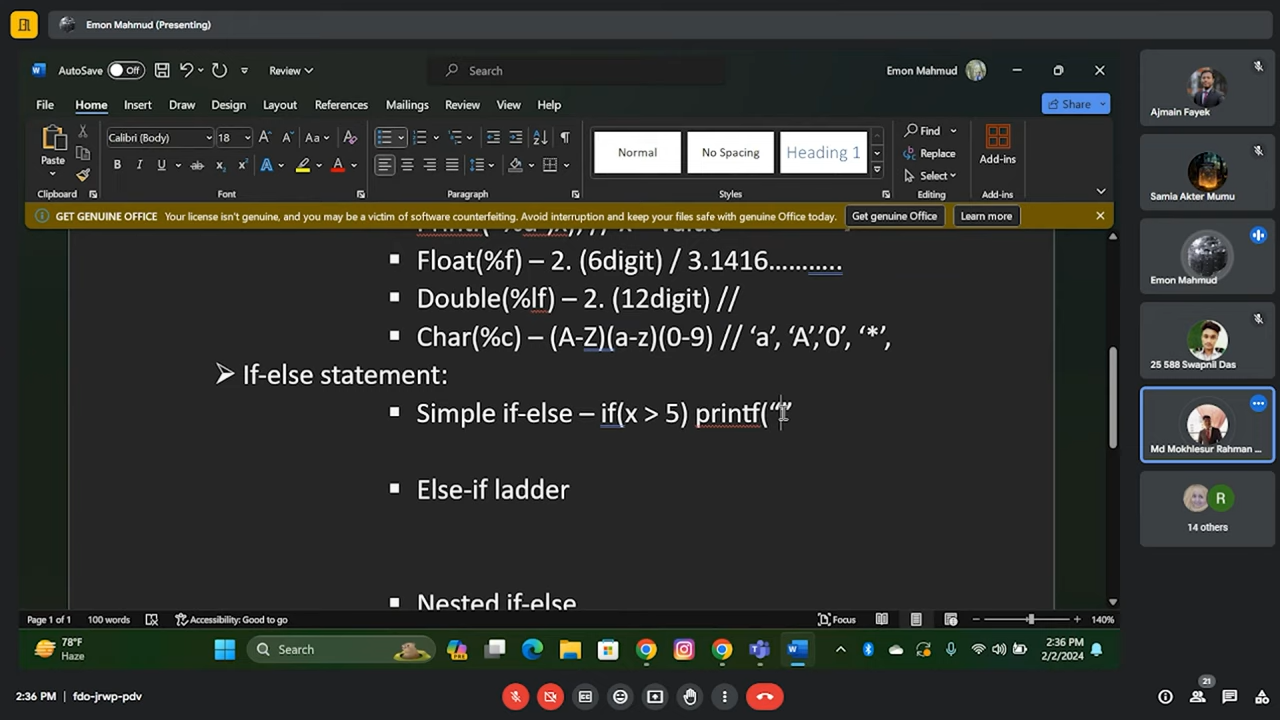 Emon Mahmud (Presenting)
AutoSave Off Review Search Emon Mahmud
File Home Insert Draw Design Layout References Mailings Review View Help Share
Paste Calibri (Body) 18 Normal No Spacing Heading 1 Find Replace Select Add-ins
Clipboard Font Paragraph Styles Editing Add-ins
GET GENUINE OFFICE Your license isn't genuine, and you may be a victim of software counterfeiting. Avoid interruption and keep your files safe with genuine Office today. Get genuine Office Learn more
▪ Float(%f) – 2. (6digit) / 3.1416………..
▪ Double(%lf) – 2. (12digit) //
▪ Char(%c) – (A-Z)(a-z)(0-9) // ‘a’, ‘A’,’0’, ‘*’,
➢ If-else statement:
▪ Simple if-else – if(x > 5) printf(“”
▪ Else-if ladder
▪ Nested if-else
Page 1 of 1 100 words Accessibility: Good to go Focus 140%
78°F
Haze
Search
2:36 PM
2/2/2024
2:36 PM fdo-jrwp-pdv 21
Ajmain Fayek
Samia Akter Mumu
Emon Mahmud
25 588 Swapnil Das
Md Mokhlesur Rahman ...
R
14 others